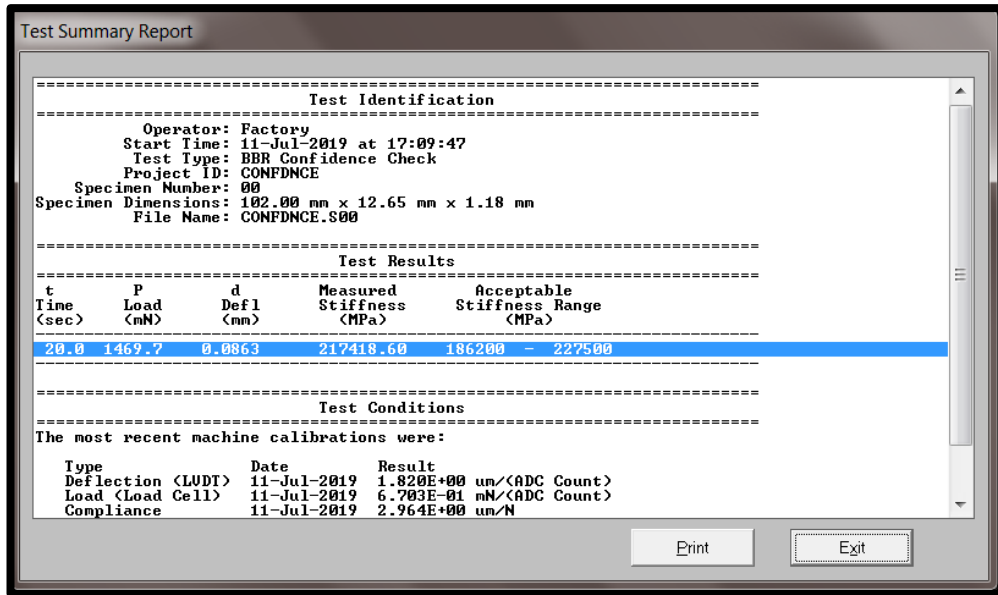 Test Summary Report
==========================================================================
Test Identification
==========================================================================
Operator: Factory
Start Time: 11-Jul-2019 at 17:09:47
Test Type: BBR Confidence Check
Project ID: CONFDNCE
Specimen Number: 00
Specimen Dimensions: 102.00 mm x 12.65 mm x 1.18 mm
File Name: CONFDNCE.S00
==========================================================================
Test Results
==========================================================================
t P d Measured Acceptable
Time Load Defl Stiffness Stiffness Range
(sec) (mN) (mm) (MPa) (MPa)
--------------------------------------------------------------------------
20.0 1469.7 0.0863 217418.60 186200 - 227500
--------------------------------------------------------------------------
==========================================================================
Test Conditions
==========================================================================
The most recent machine calibrations were:
Type Date Result
Deflection (LVDT) 11-Jul-2019 1.820E+00 um/(ADC Count)
Load (Load Cell) 11-Jul-2019 6.703E-01 mN/(ADC Count)
Compliance 11-Jul-2019 2.964E+00 um/N
Print Exit